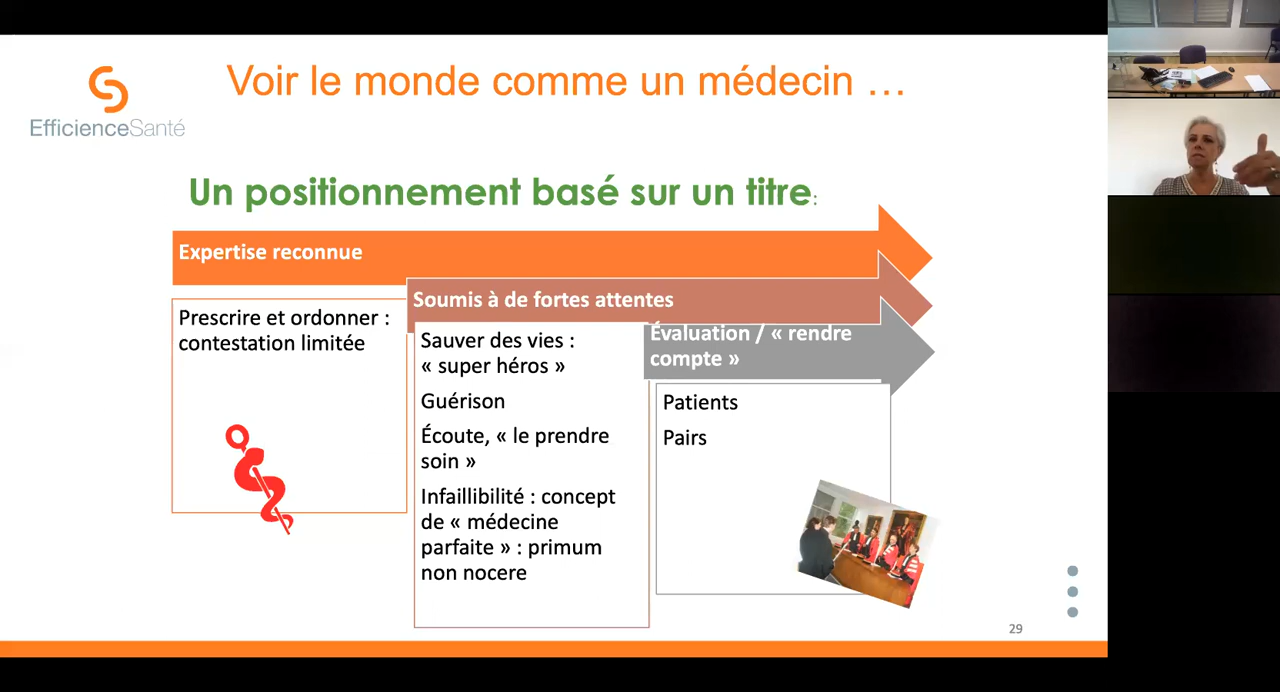 Voir le monde comme un médecin …
EfficienceSanté
Un positionnement basé sur un titre:
Expertise reconnue
Prescrire et ordonner :
contestation limitée
Soumis à de fortes attentes
Sauver des vies :
« super héros »
Guérison
Écoute, « le prendre
soin »
Infaillibilité : concept
de « médecine
parfaite » : primum
non nocere
Évaluation / « rendre
compte »
Patients
Pairs
29